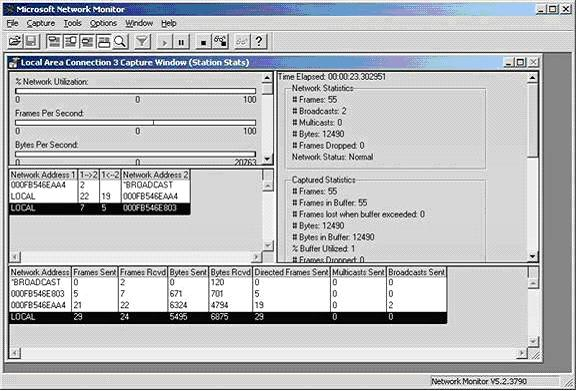 Microsoft Network Monitor
File Capture Tools Options Window Help
Local Area Connection 3 Capture Window (Station Stats)
% Network Utilization:
0 0 100
Frames Per Second:
0 0 100
Bytes Per Second:
0 0 20763
Time Elapsed: 00:00:23.302951
Network Statistics
# Frames: 55
# Broadcasts: 2
# Multicasts: 0
# Bytes: 12490
# Frames Dropped: 0
Network Status: Normal
Captured Statistics
# Frames: 55
# Frames in Buffer: 55
# Frames lost when buffer exceeded: 0
# Bytes: 12490
# Bytes in Buffer: 12490
% Buffer Utilized: 1
# Frames Dropped: 0
Network Address 1 1-->2 1<--2 Network Address 2
000FB546EAA4 2 *BROADCAST
LOCAL 22 19 000FB546EAA4
LOCAL 7 5 000FB546E803
Network Address Frames Sent Frames Rcvd Bytes Sent Bytes Rcvd Directed Frames Sent Multicasts Sent Broadcasts Sent
*BROADCAST 0 2 0 120 0 0 0
000FB546E803 5 7 671 701 5 0 0
000FB546EAA4 21 22 6324 4794 19 0 2
LOCAL 29 24 5495 6875 29 0 0
Network Monitor V5.2.3790